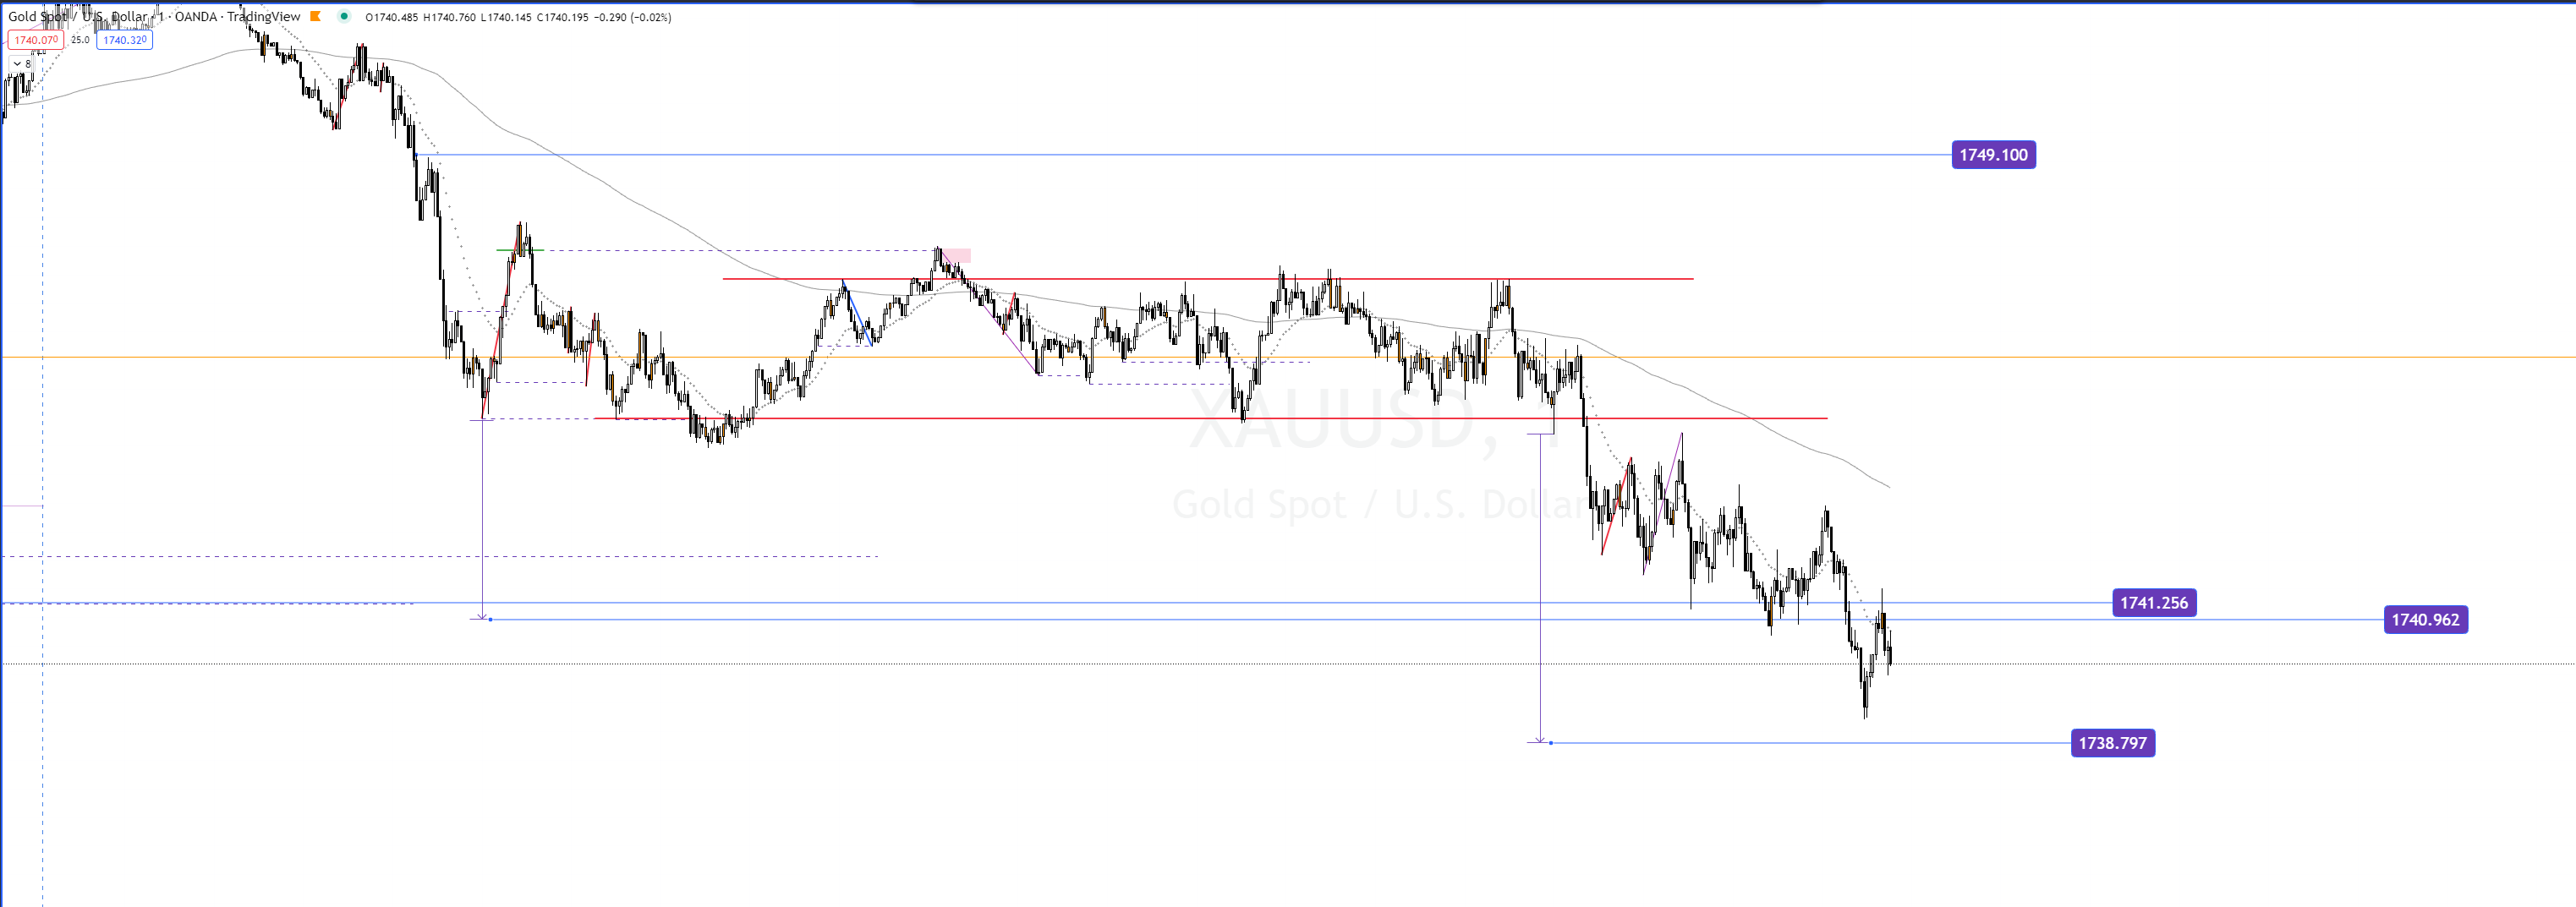 Gold Spot / U.S. Dollar · 1 · OANDA · TradingView O1740.485 H1740.760 L1740.145 C1740.195 −0.290 (−0.02%)
1740.070 25.0 1740.320
8
1749.100
XAUUSD, 1
Gold Spot / U.S. Dollar
1741.256
1740.962
1738.797